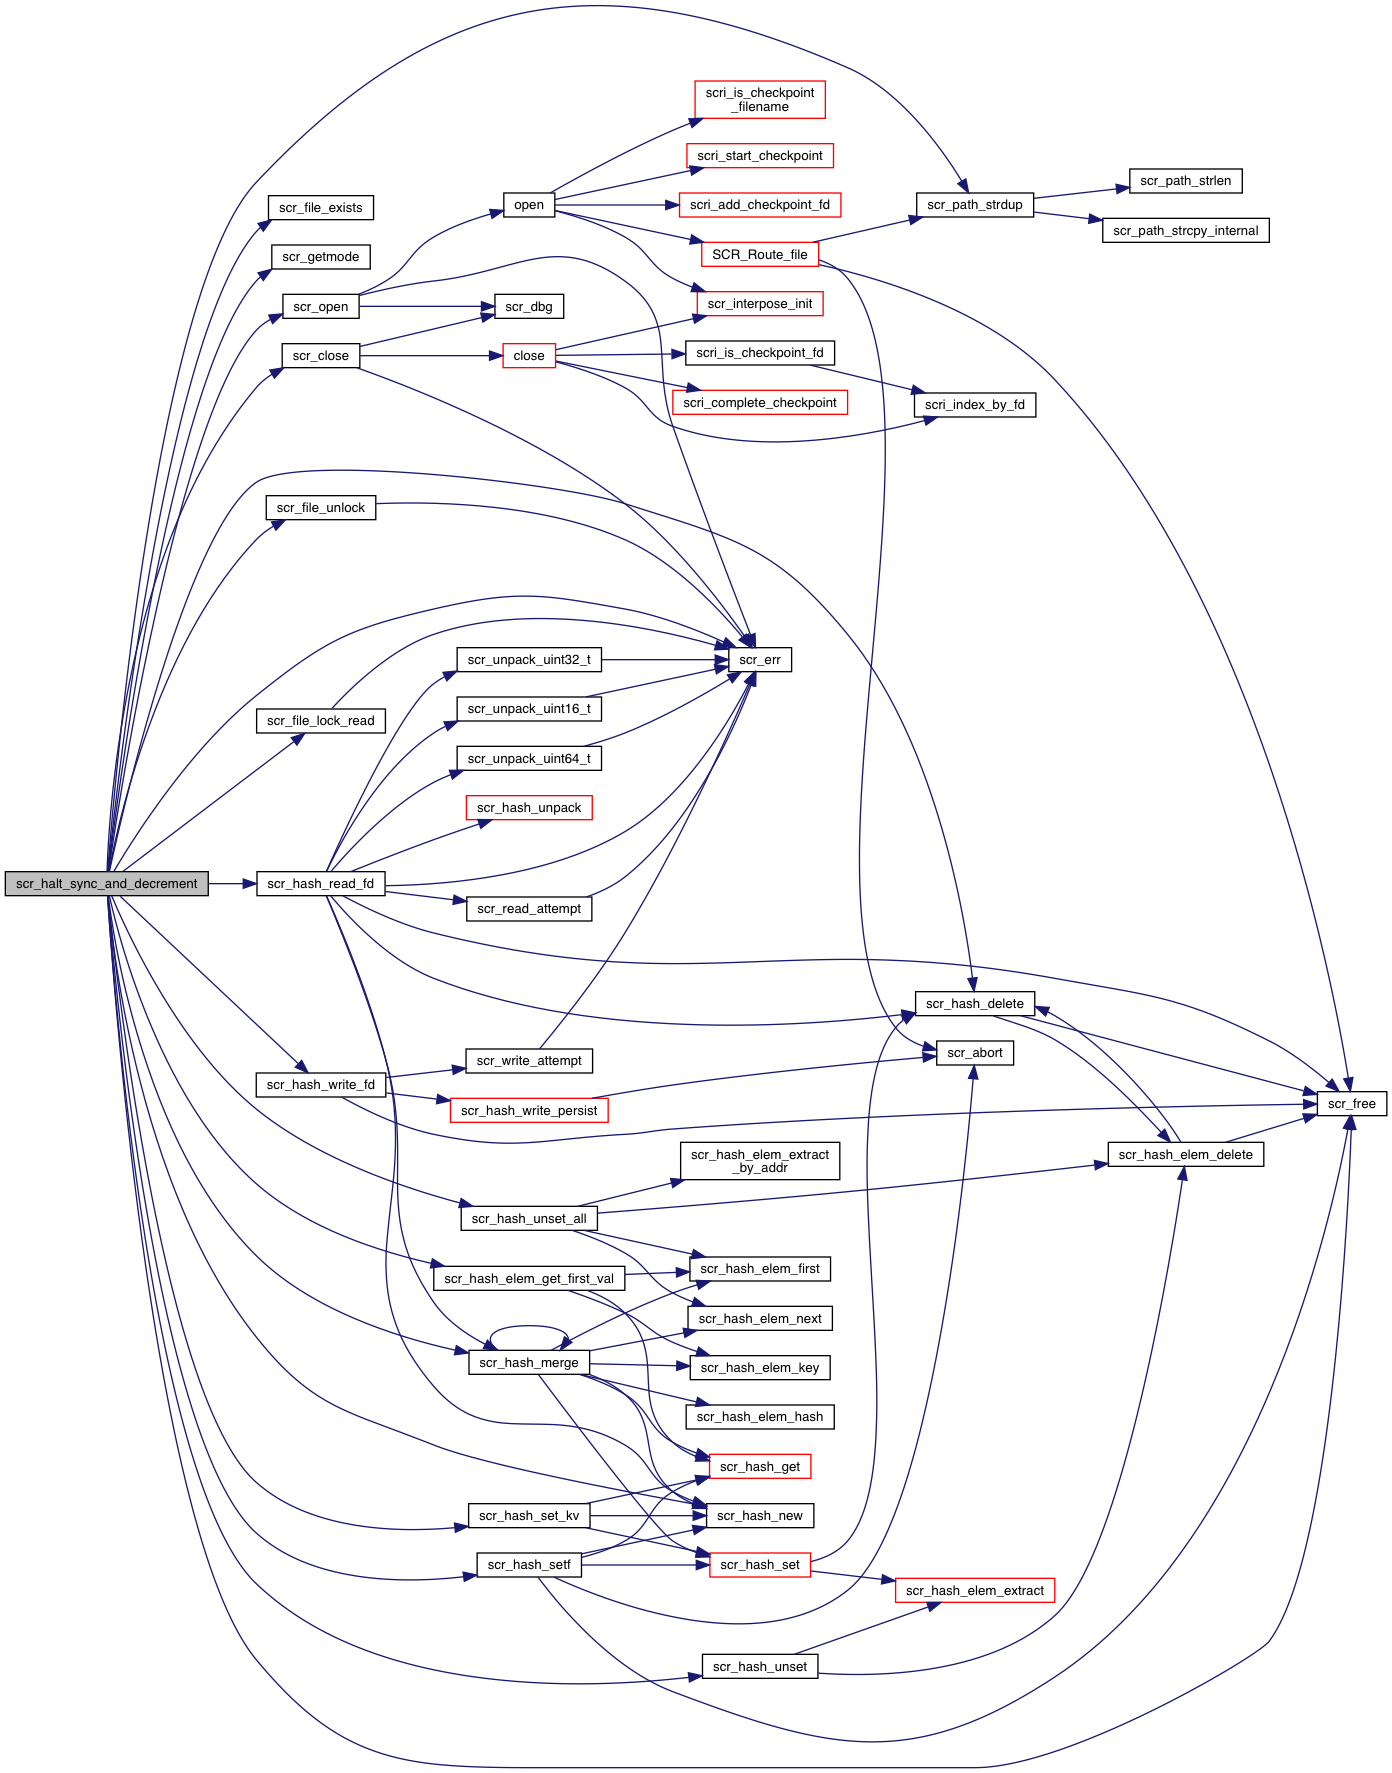 scri_is_checkpoint
_filename
scri_start_checkpoint
scr_path_strlen
scr_file_exists
open
scri_add_checkpoint_fd
scr_path_strdup
scr_path_strcpy_internal
scr_getmode
SCR_Route_file
scr_open
scr_dbg
scr_interpose_init
scr_close
close
scri_is_checkpoint_fd
scri_complete_checkpoint
scri_index_by_fd
scr_file_unlock
scr_unpack_uint32_t
scr_err
scr_file_lock_read
scr_unpack_uint16_t
scr_unpack_uint64_t
scr_hash_unpack
scr_halt_sync_and_decrement
scr_hash_read_fd
scr_read_attempt
scr_hash_delete
scr_abort
scr_write_attempt
scr_hash_write_fd
scr_hash_write_persist
scr_free
scr_hash_elem_extract
_by_addr
scr_hash_elem_delete
scr_hash_unset_all
scr_hash_elem_get_first_val
scr_hash_elem_first
scr_hash_elem_next
scr_hash_merge
scr_hash_elem_key
scr_hash_elem_hash
scr_hash_get
scr_hash_set_kv
scr_hash_new
scr_hash_setf
scr_hash_set
scr_hash_elem_extract
scr_hash_unset